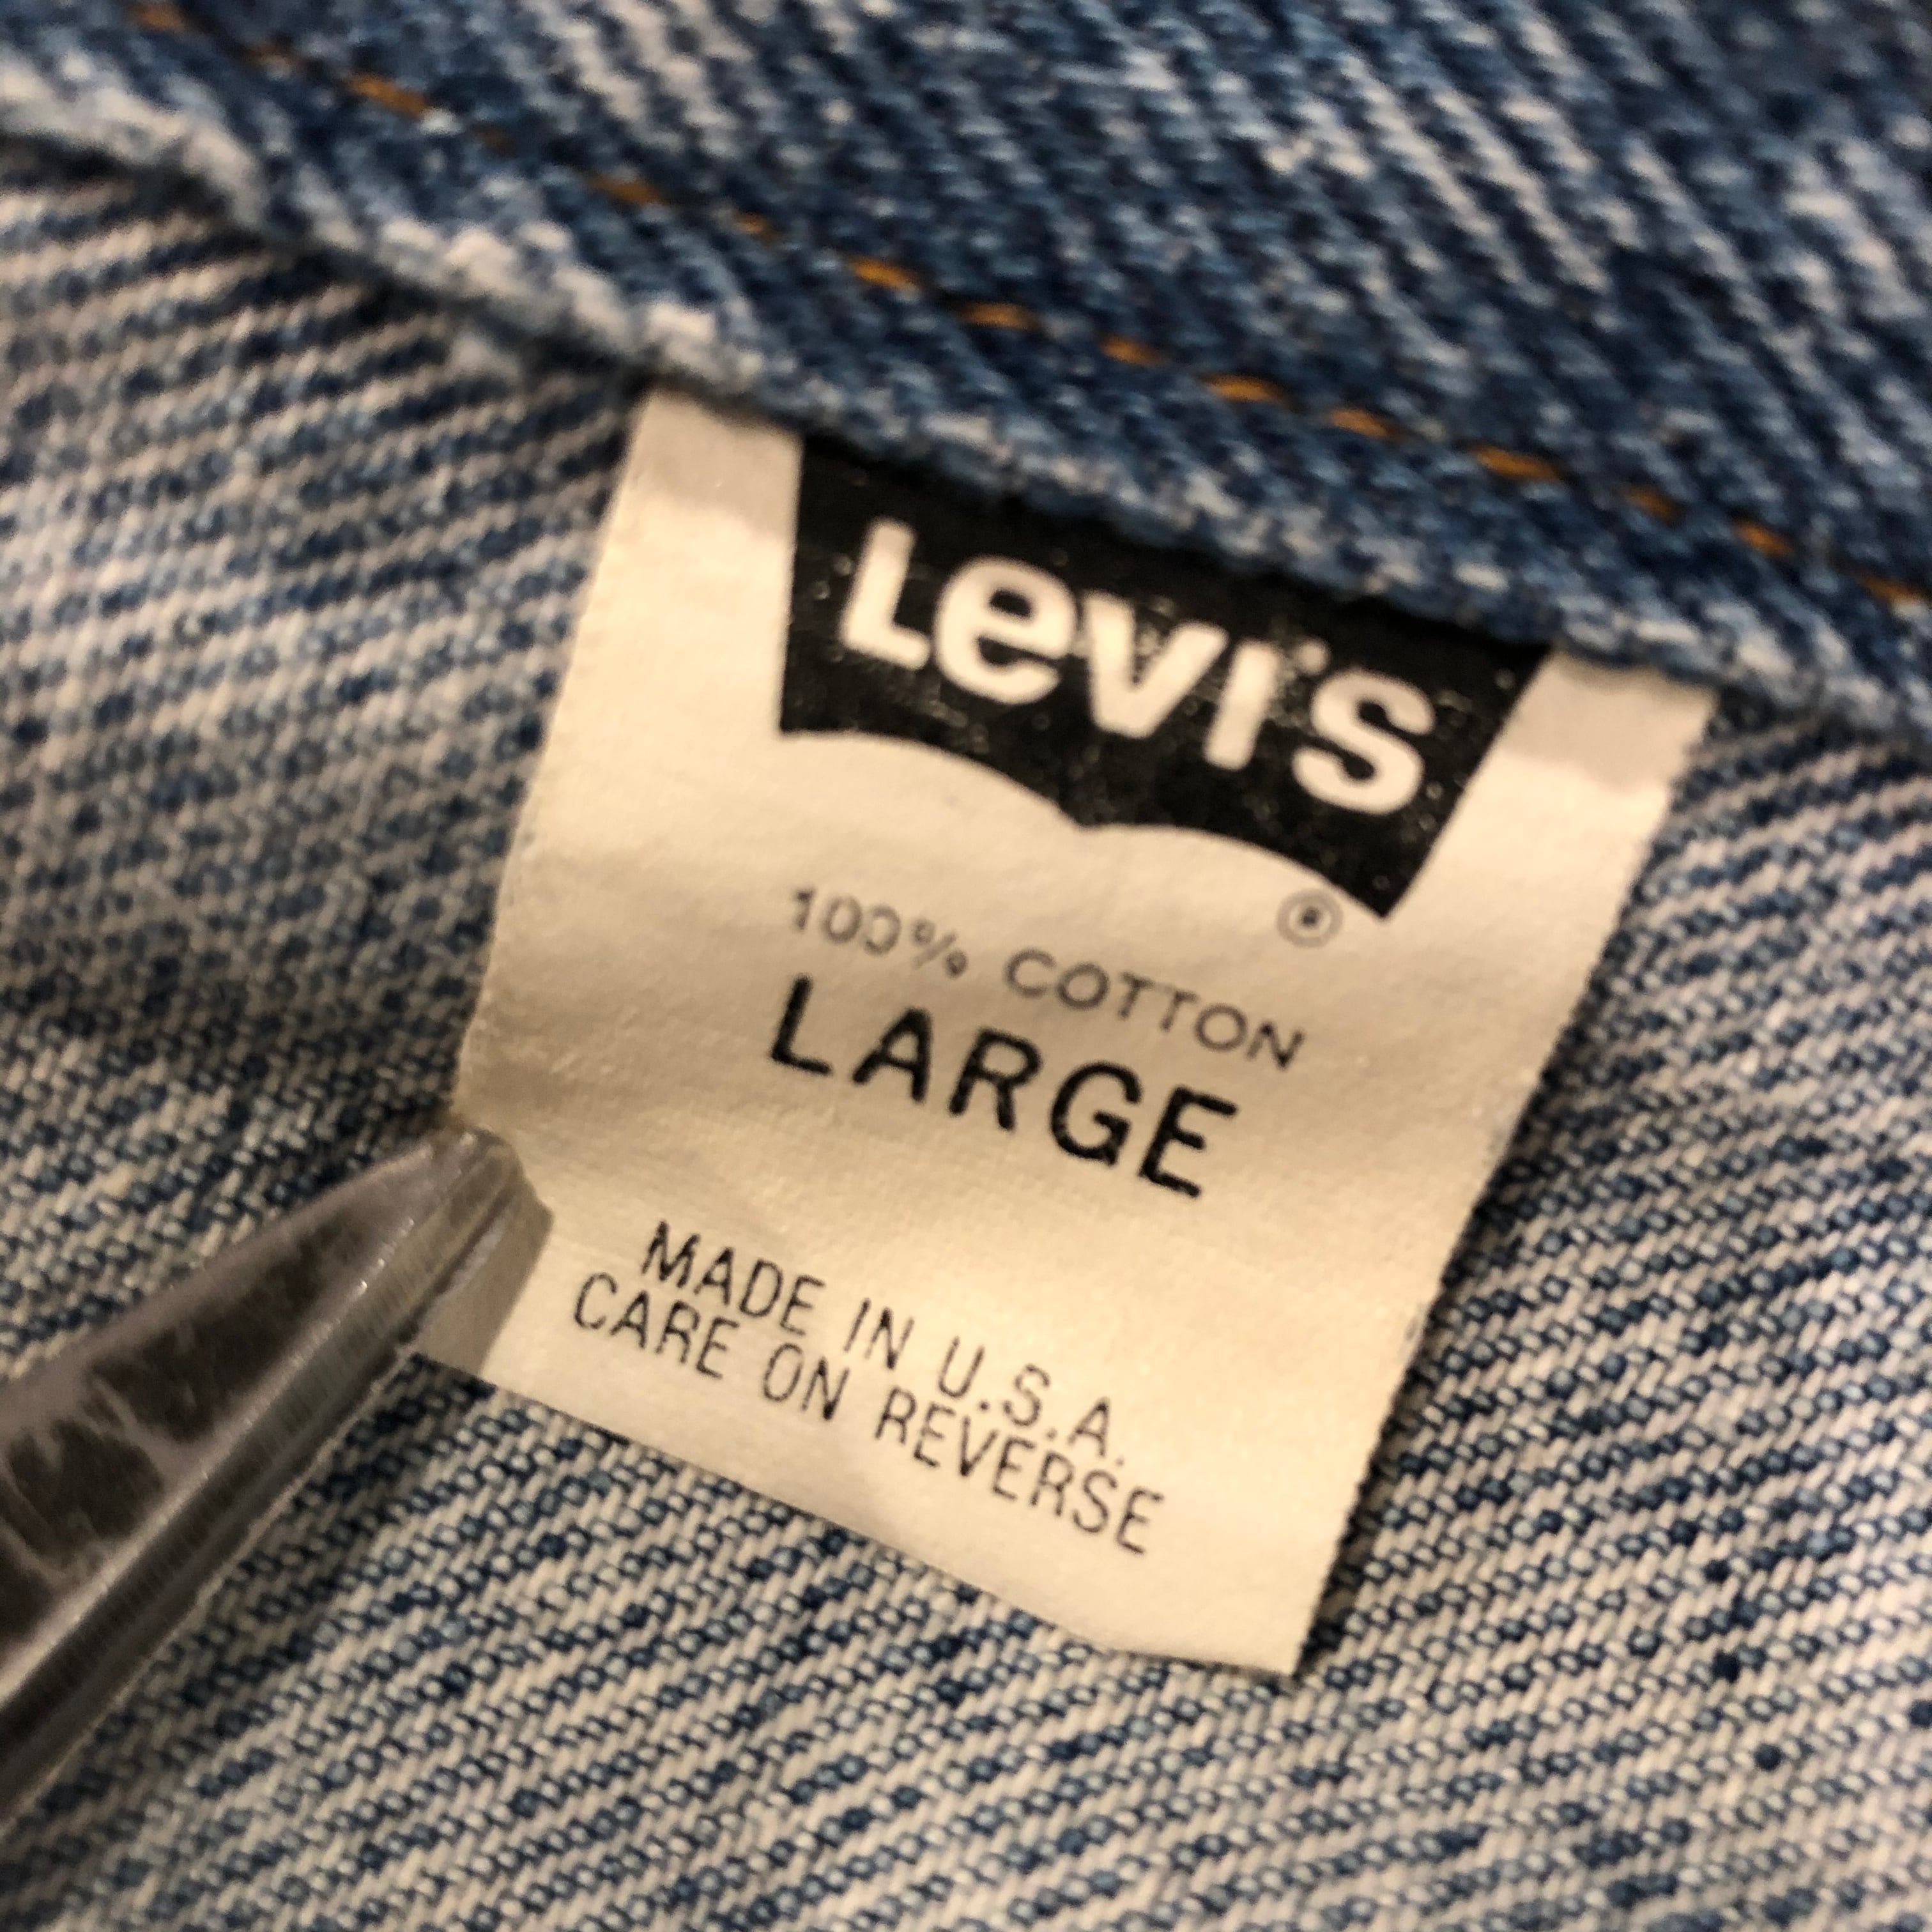 Levi's
®
100% COTTON
LARGE
MADE IN U.S.A.
CARE ON REVERSE